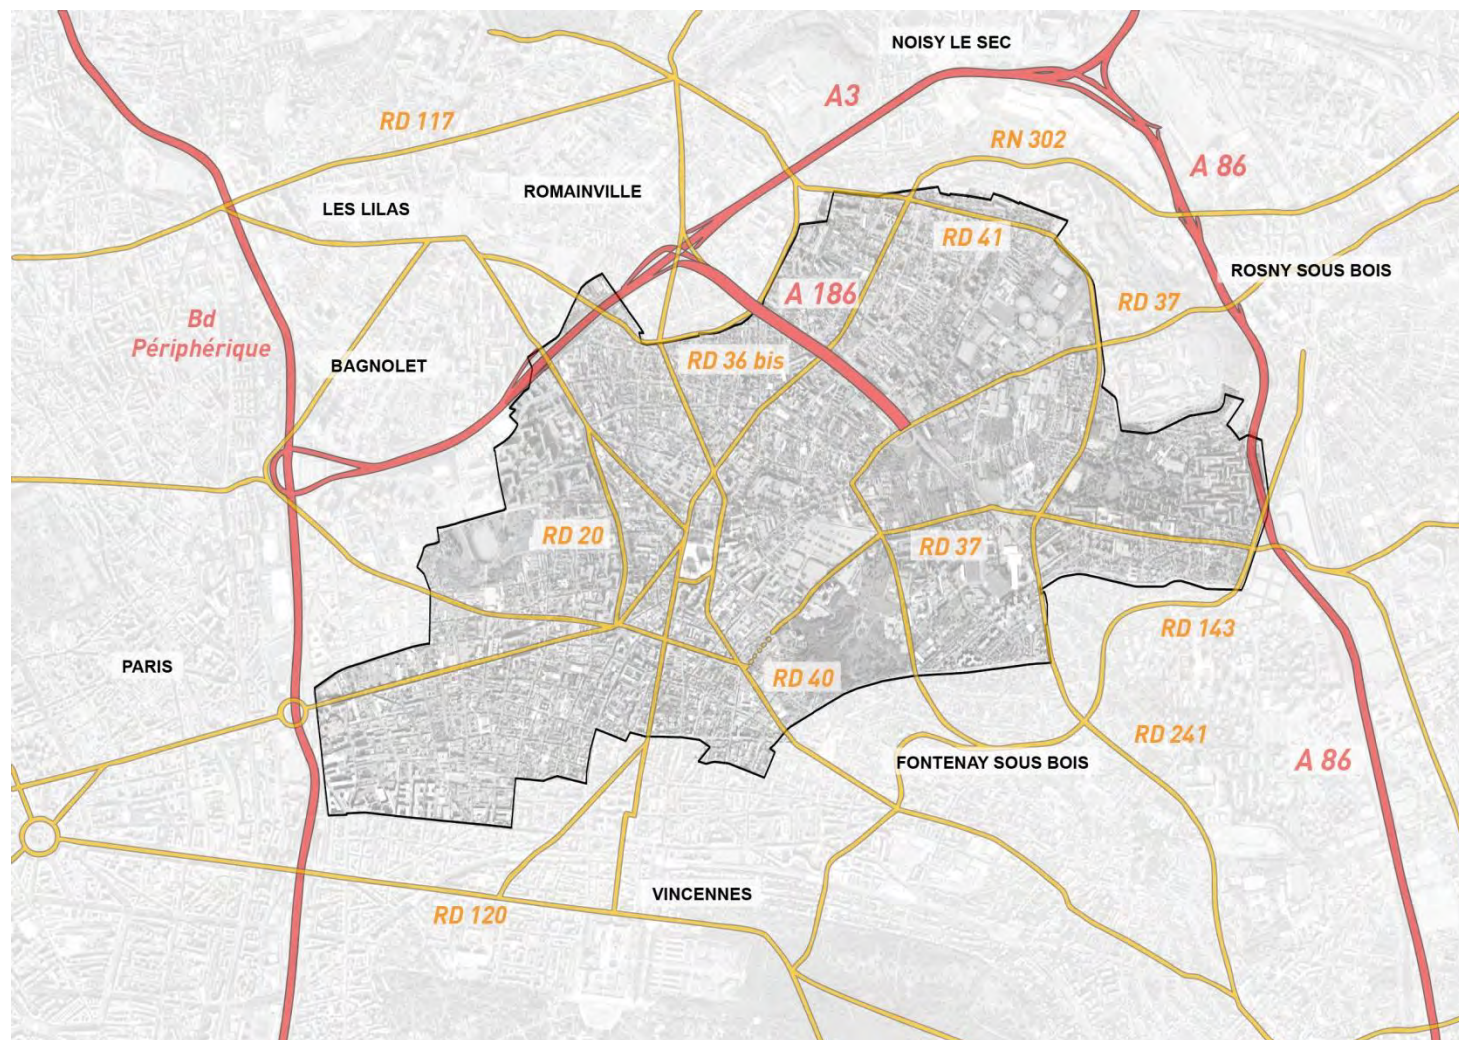 NOISY LE SEC
A3
RD 117
RN 302
A 86
ROMAINVILLE
LES LILAS
RD 41
ROSNY SOUS BOIS
A 186
RD 37
Bd
Périphérique
RD 36 bis
BAGNOLET
RD 20
RD 37
RD 143
PARIS
RD 40
RD 241
FONTENAY SOUS BOIS
A 86
VINCENNES
RD 120